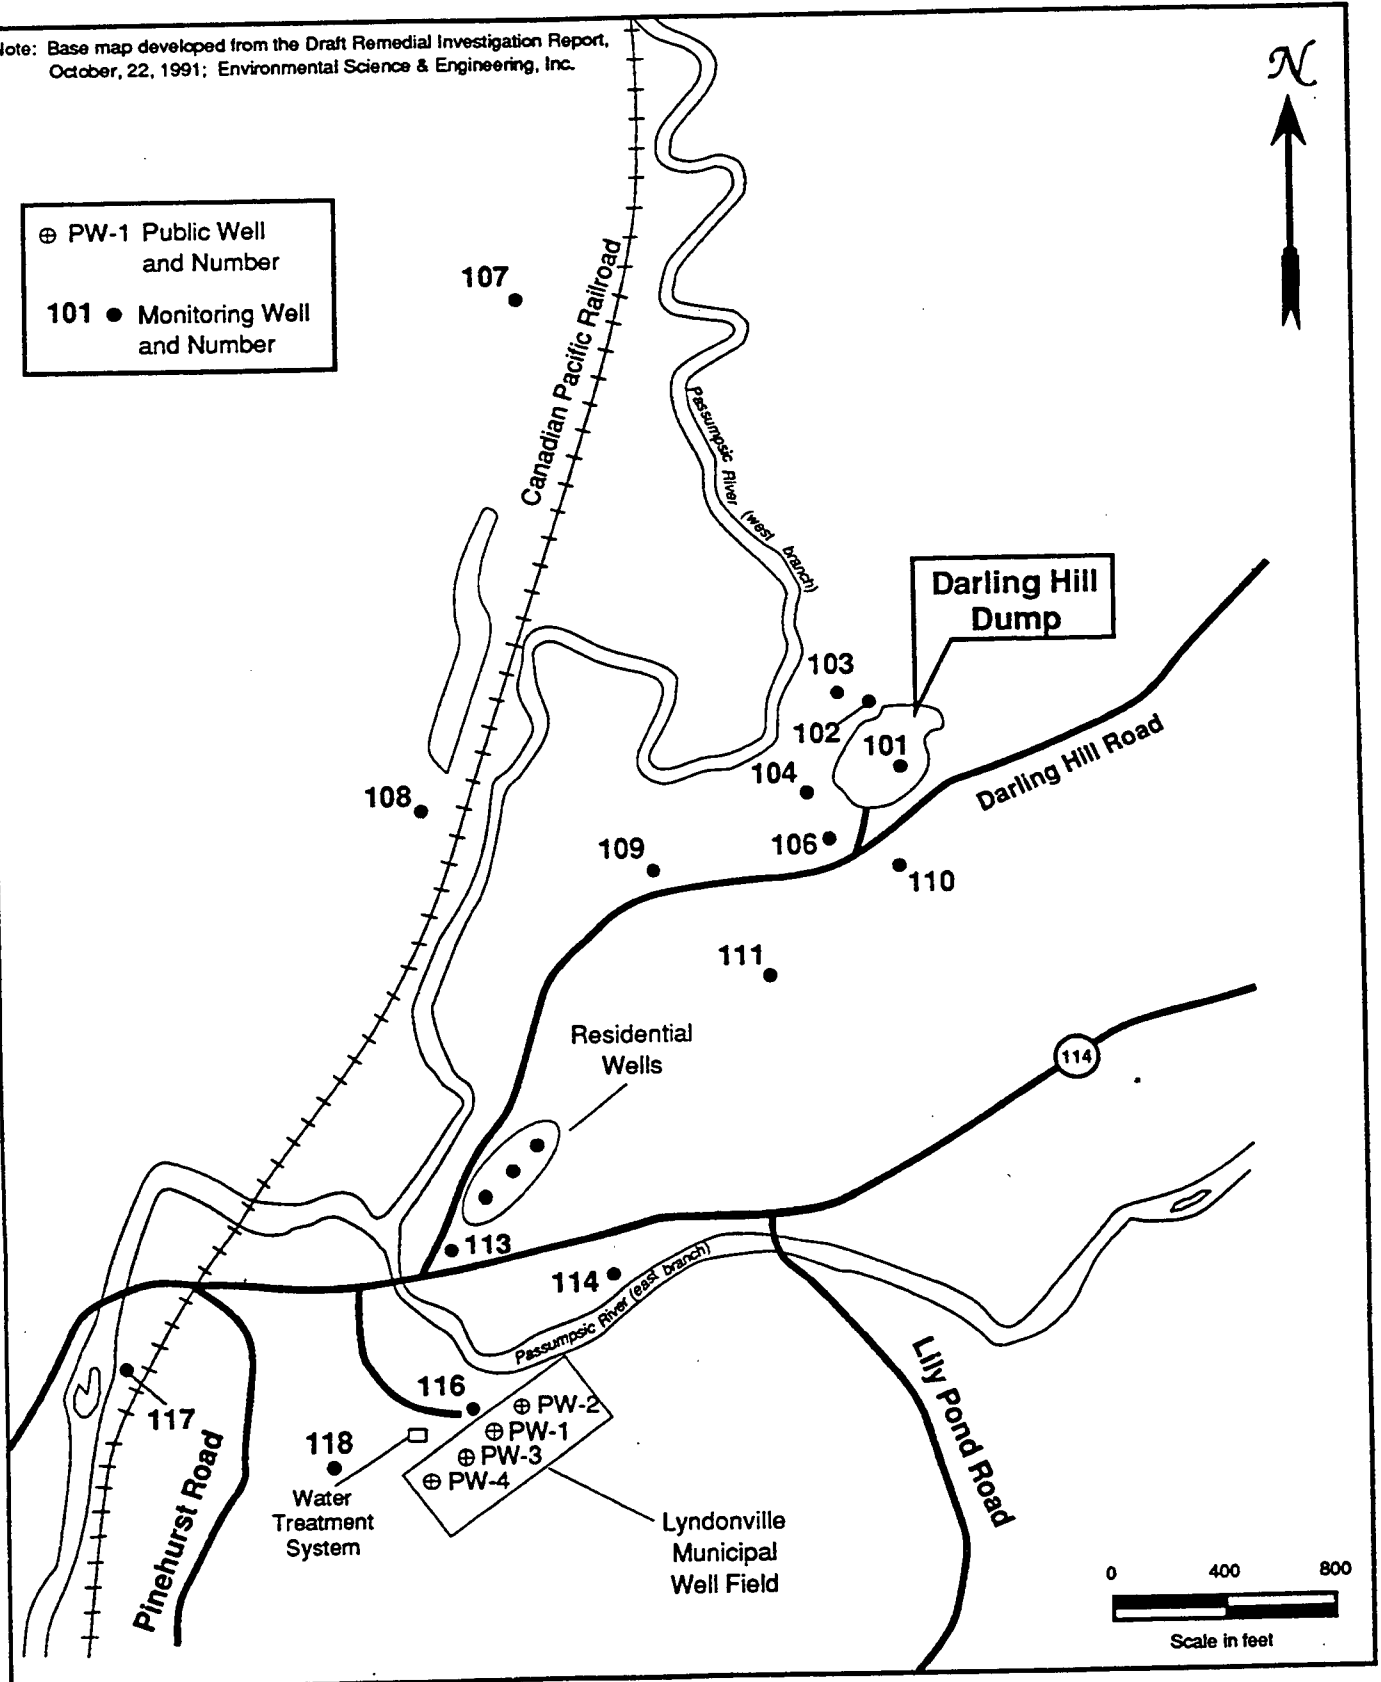 Note: Base map developed from the Draft Remedial Investigation Report,
October, 22, 1991; Environmental Science & Engineering, Inc.
N
PW-1 Public Well
and Number
101 Monitoring Well
and Number
107
Canadian Pacific Railroad
Passumpsic River (west branch)
Darling Hill
Dump
103
102
101
104
108
Darling Hill Road
109
106
110
111
Residential
Wells
114
113
114
Passumpsic River (east branch)
Lily Pond Road
117
116
PW-2
PW-1
PW-3
PW-4
118
Water
Treatment
System
Pinehurst Road
Lyndonville
Municipal
Well Field
0 400 800
Scale in feet